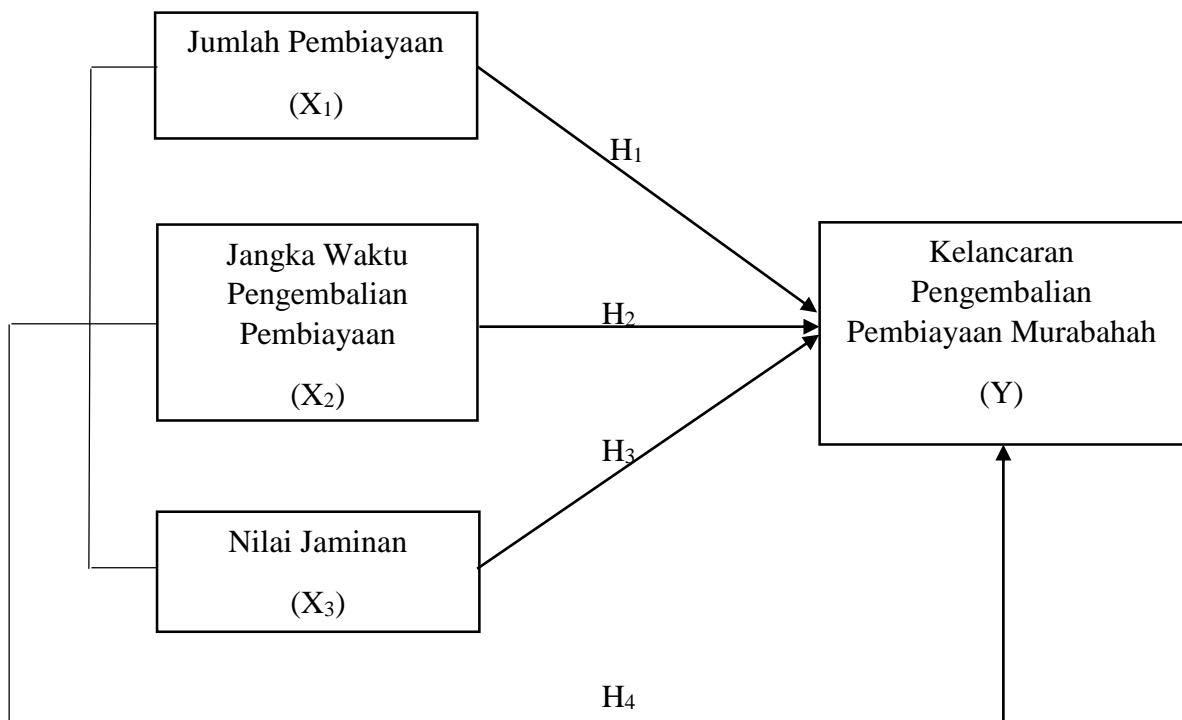 Jumlah Pembiayaan
(X₁)
H₁
Jangka Waktu
Pengembalian
Pembiayaan
(X₂)
H₂
Kelancaran
Pengembalian
Pembiayaan Murabahah
(Y)
H₃
Nilai Jaminan
(X₃)
H₄